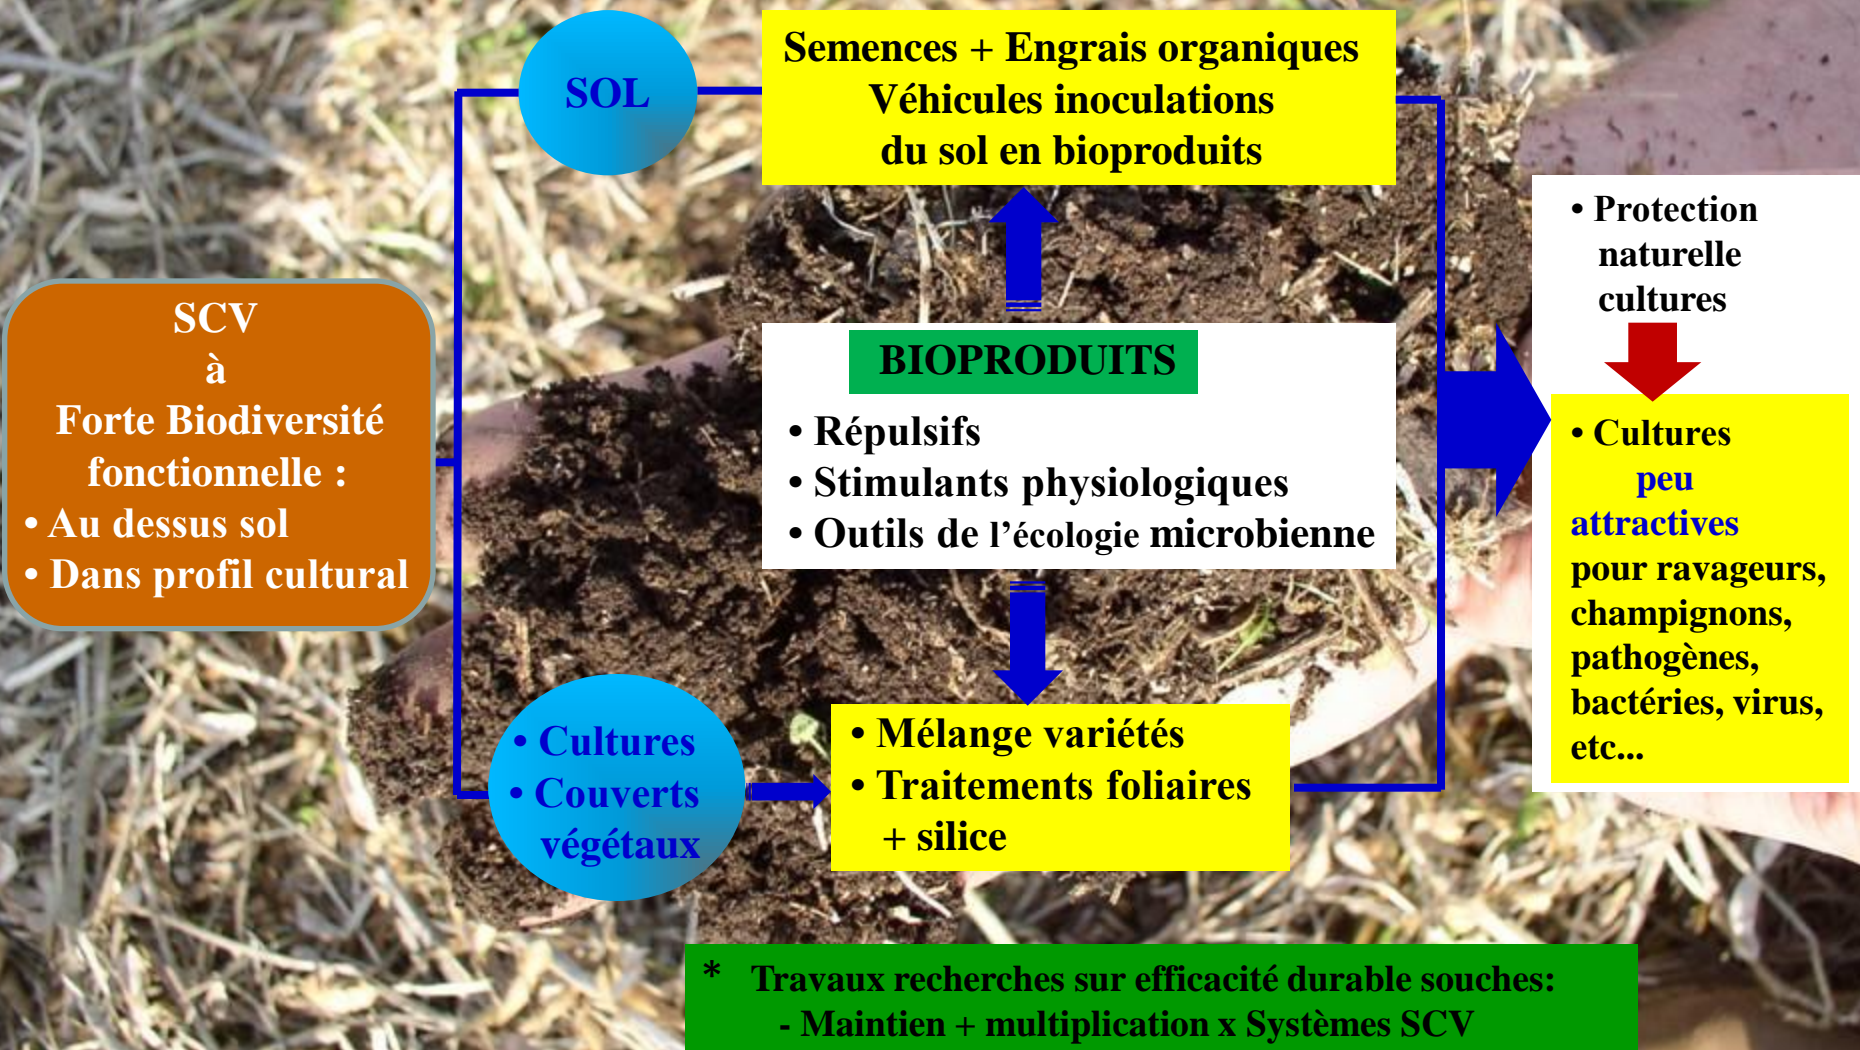 SCV
à
Forte Biodiversité
fonctionnelle :
• Au dessus sol
• Dans profil cultural
SOL
Semences + Engrais organiques
Véhicules inoculations
du sol en bioproduits
BIOPRODUITS
• Répulsifs
• Stimulants physiologiques
• Outils de l’écologie microbienne
• Cultures
• Couverts
végétaux
• Mélange variétés
• Traitements foliaires
+ silice
• Protection
naturelle
cultures
• Cultures
peu
attractives
pour ravageurs,
champignons,
pathogènes,
bactéries, virus,
etc...
* Travaux recherches sur efficacité durable souches:
- Maintien + multiplication x Systèmes SCV